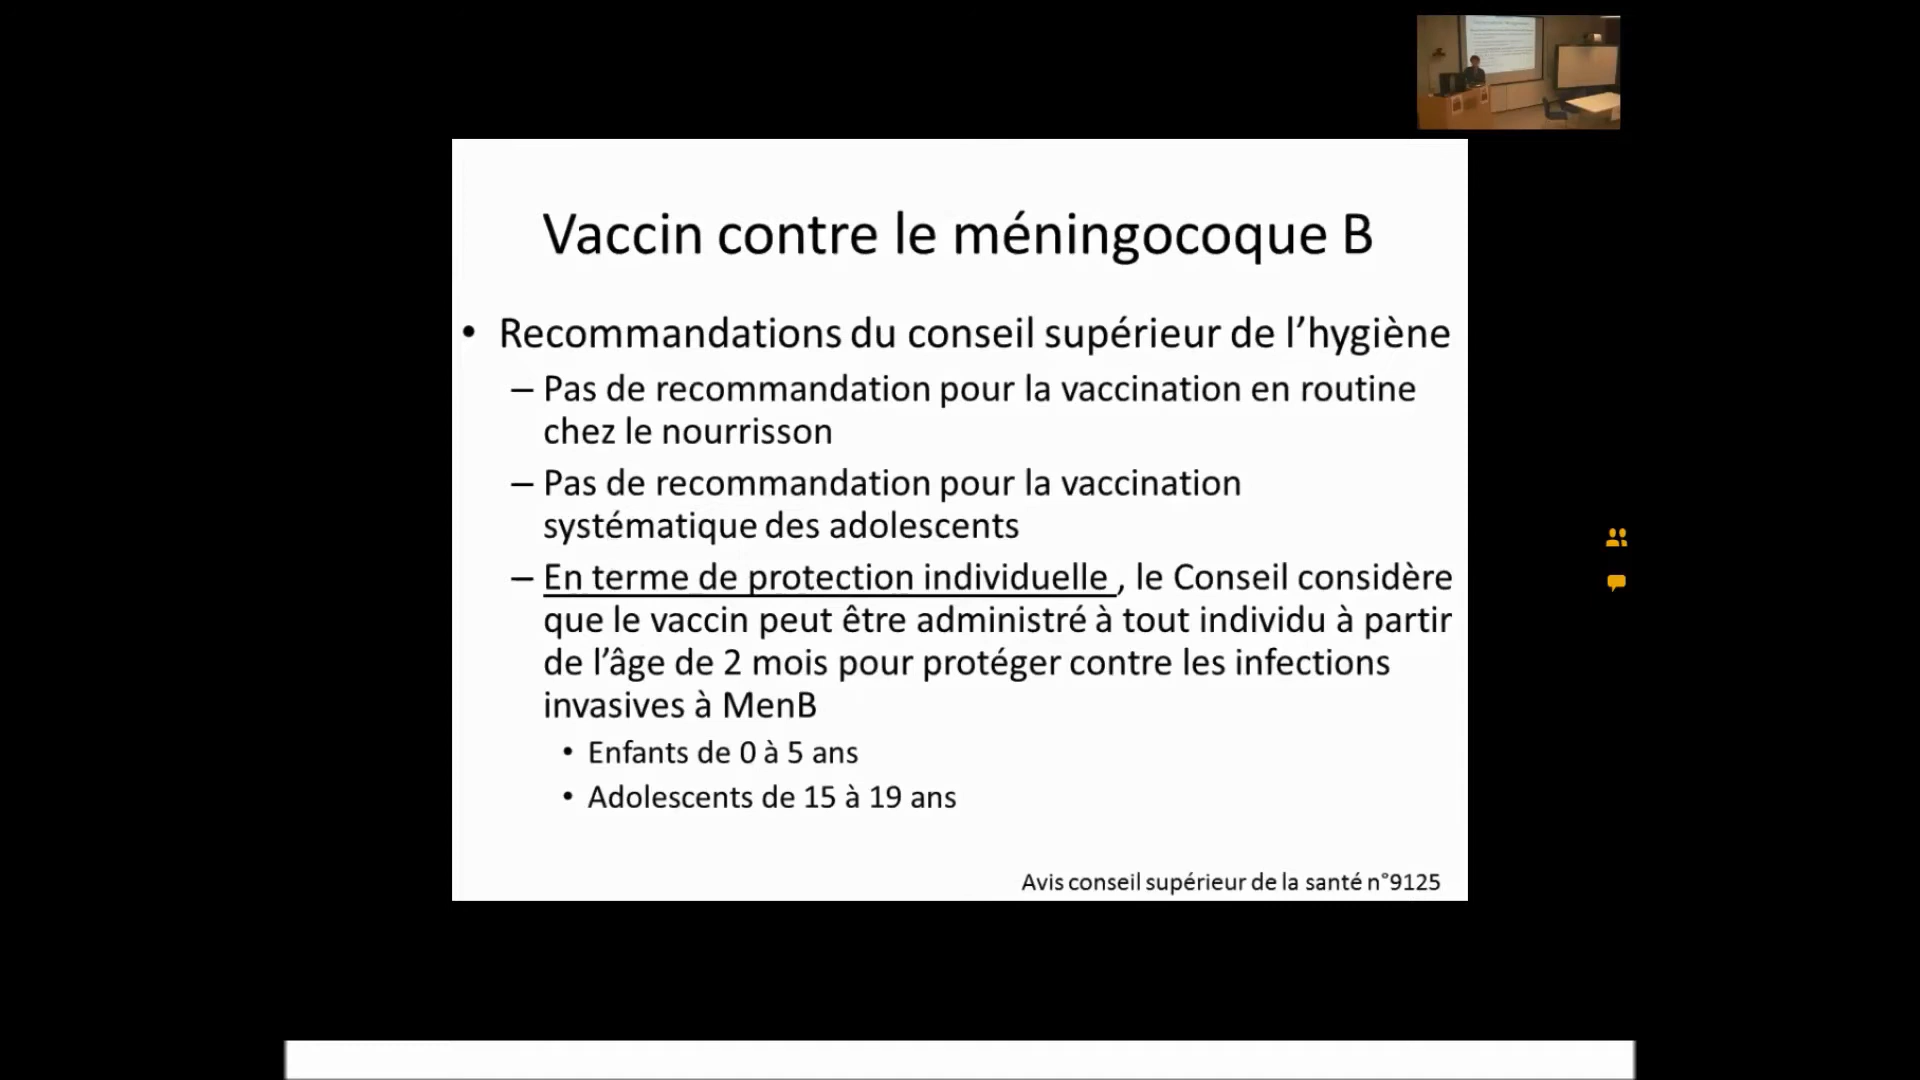 Vaccin contre le méningocoque B
• Recommandations du conseil supérieur de l’hygiène
– Pas de recommandation pour la vaccination en routine
chez le nourrisson
– Pas de recommandation pour la vaccination
systématique des adolescents
– En terme de protection individuelle , le Conseil considère
que le vaccin peut être administré à tout individu à partir
de l’âge de 2 mois pour protéger contre les infections
invasives à MenB
• Enfants de 0 à 5 ans
• Adolescents de 15 à 19 ans
Avis conseil supérieur de la santé n°9125